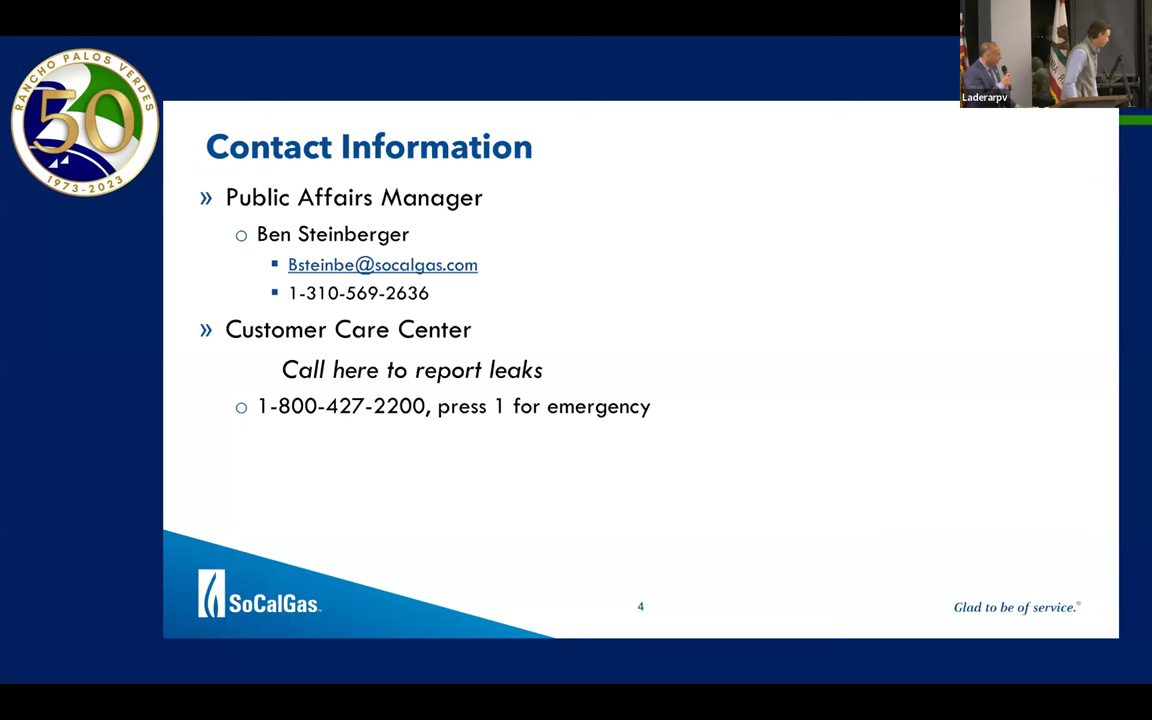 RANCHO PALOS VERDES
50
1973-2023
Laderarpv
Contact Information
» Public Affairs Manager
Ben Steinberger
Bsteinbe@socalgas.com
1-310-569-2636
» Customer Care Center
Call here to report leaks
1-800-427-2200, press 1 for emergency
SoCalGas
4
Glad to be of service.®